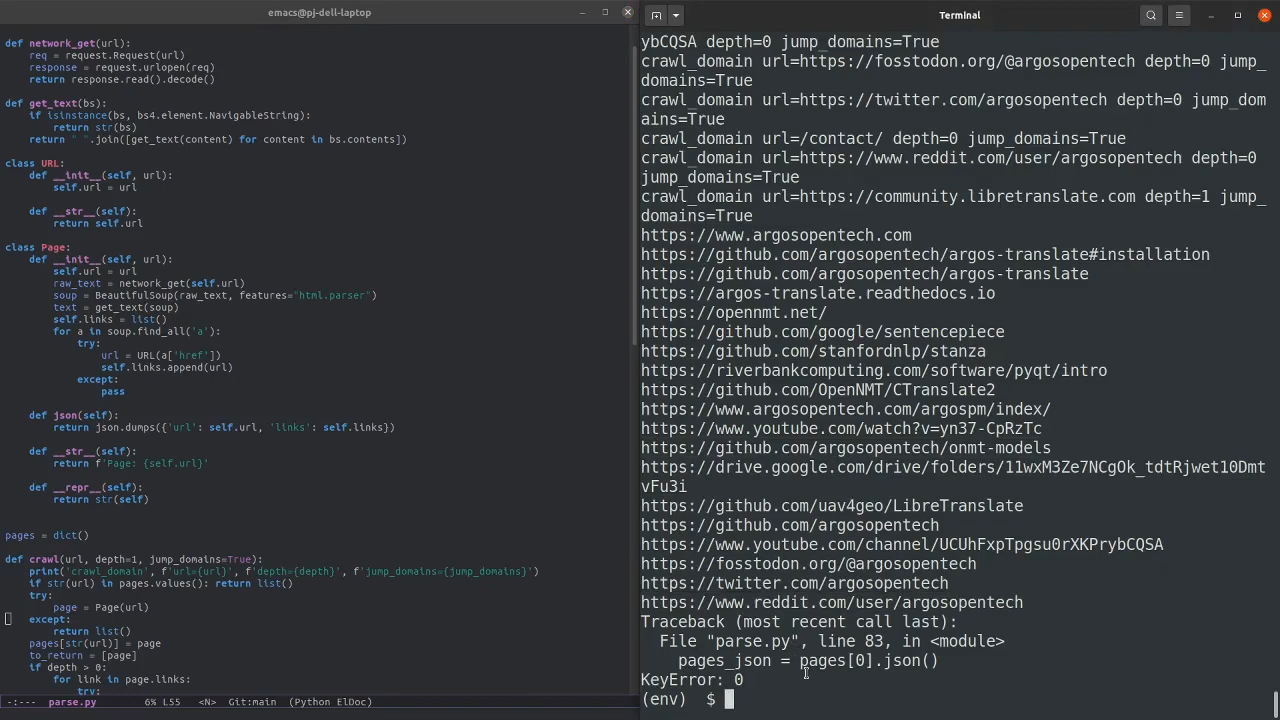 emacs@pj-dell-laptop
def network_get(url):
    req = request.Request(url)
    response = request.urlopen(req)
    return response.read().decode()
def get_text(bs):
    if isinstance(bs, bs4.element.NavigableString):
        return str(bs)
    return " ".join([get_text(content) for content in bs.contents])
class URL:
    def __init__(self, url):
        self.url = url
    def __str__(self):
        return self.url
class Page:
    def __init__(self, url):
        self.url = url
        raw_text = network_get(self.url)
        soup = BeautifulSoup(raw_text, features="html.parser")
        text = get_text(soup)
        self.links = list()
        for a in soup.find_all('a'):
            try:
                url = URL(a['href'])
                self.links.append(url)
            except:
                pass
    def json(self):
        return json.dumps({'url': self.url, 'links': self.links})
    def __str__(self):
        return f'Page: {self.url}'
    def __repr__(self):
        return str(self)
pages = dict()
def crawl(url, depth=1, jump_domains=True):
    print('crawl_domain', f'url={url}', f'depth={depth}', f'jump_domains={jump_domains}')
    if str(url) in pages.values(): return list()
    try:
        page = Page(url)
    except:
        return list()
    pages[str(url)] = page
    to_return = [page]
    if depth > 0:
        for link in page.links:
            try:
-:--- parse.py 6% L55 <N> Git:main (Python ElDoc)
Terminal
ybCQSA depth=0 jump_domains=True
crawl_domain url=https://fosstodon.org/@argosopentech depth=0 jump_
domains=True
crawl_domain url=https://twitter.com/argosopentech depth=0 jump_dom
ains=True
crawl_domain url=/contact/ depth=0 jump_domains=True
crawl_domain url=https://www.reddit.com/user/argosopentech depth=0
jump_domains=True
crawl_domain url=https://community.libretranslate.com depth=1 jump_
domains=True
https://www.argosopentech.com
https://github.com/argosopentech/argos-translate#installation
https://github.com/argosopentech/argos-translate
https://argos-translate.readthedocs.io
https://opennmt.net/
https://github.com/google/sentencepiece
https://github.com/stanfordnlp/stanza
https://riverbankcomputing.com/software/pyqt/intro
https://github.com/OpenNMT/CTranslate2
https://www.argosopentech.com/argospm/index/
https://www.youtube.com/watch?v=yn37-CpRzTc
https://github.com/argosopentech/onmt-models
https://drive.google.com/drive/folders/11wxM3Ze7NCgOk_tdtRjwet10Dmt
vFu3i
https://github.com/uav4geo/LibreTranslate
https://github.com/argosopentech
https://www.youtube.com/channel/UCUhFxpTpgsu0rXKPrybCQSA
https://fosstodon.org/@argosopentech
https://twitter.com/argosopentech
https://www.reddit.com/user/argosopentech
Traceback (most recent call last):
  File "parse.py", line 83, in <module>
    pages_json = pages[0].json()
KeyError: 0
(env)  $